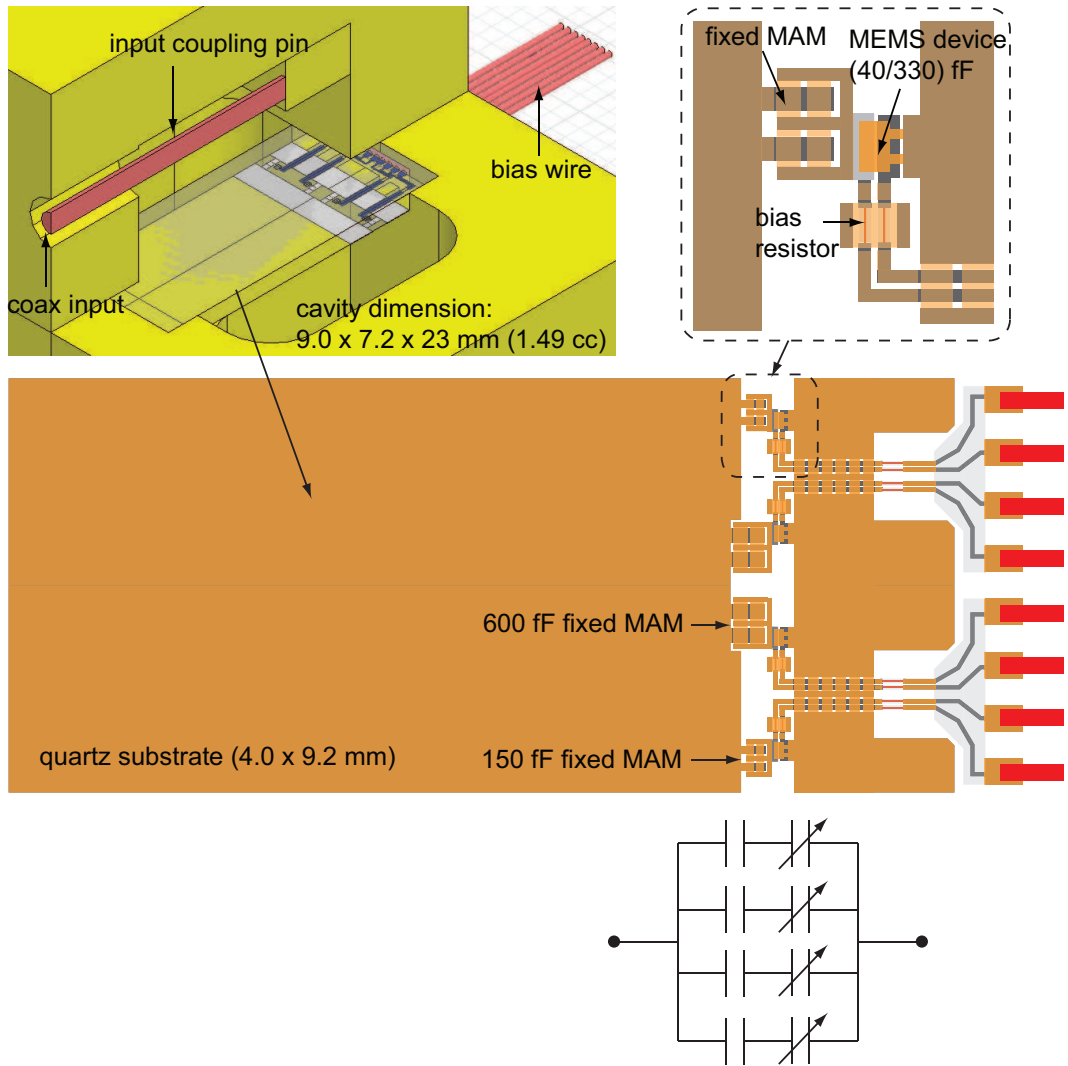 input coupling pin
bias wire
coax input
cavity dimension:
9.0 x 7.2 x 23 mm (1.49 cc)
fixed MAM
MEMS device
(40/330) fF
bias
resistor
600 fF fixed MAM
quartz substrate (4.0 x 9.2 mm)
150 fF fixed MAM